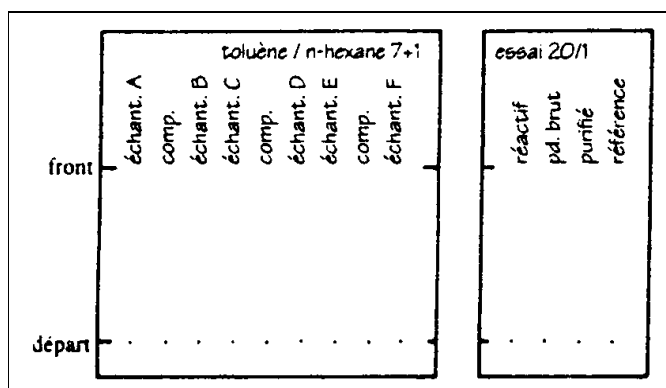 toluène / n-hexane 7+1
échant. A
comp.
échant. B
échant. C
comp.
échant. D
échant. E
comp.
échant. F
front
départ
essai 20/1
réactif
pd. brut
purifié
référence